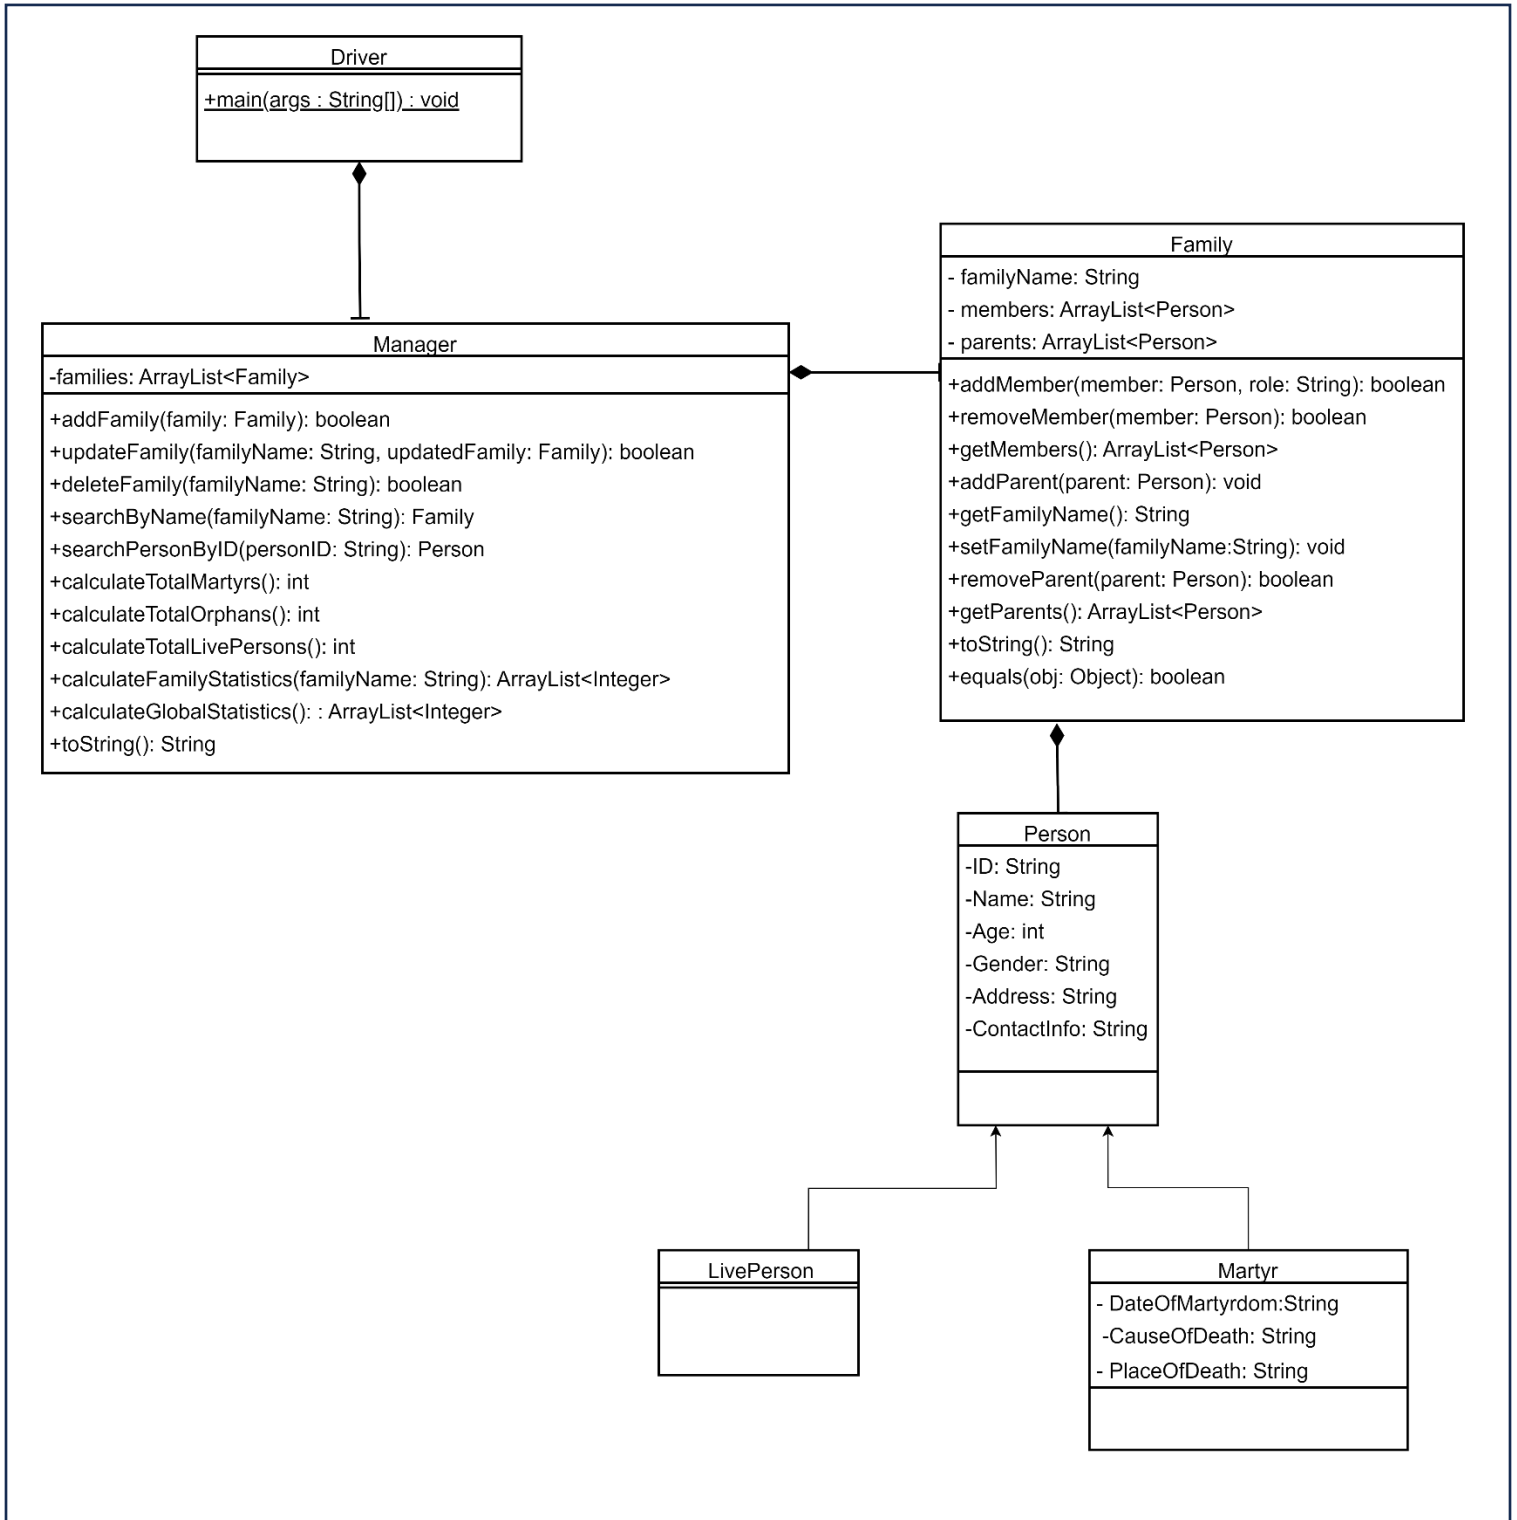 Driver
+main(args : String[]) : void
Manager
-families: ArrayList<Family>
+addFamily(family: Family): boolean
+updateFamily(familyName: String, updatedFamily: Family): boolean
+deleteFamily(familyName: String): boolean
+searchByName(familyName: String): Family
+searchPersonByID(personID: String): Person
+calculateTotalMartyrs(): int
+calculateTotalOrphans(): int
+calculateTotalLivePersons(): int
+calculateFamilyStatistics(familyName: String): ArrayList<Integer>
+calculateGlobalStatistics(): : ArrayList<Integer>
+toString(): String
Family
- familyName: String
- members: ArrayList<Person>
- parents: ArrayList<Person>
+addMember(member: Person, role: String): boolean
+removeMember(member: Person): boolean
+getMembers(): ArrayList<Person>
+addParent(parent: Person): void
+getFamilyName(): String
+setFamilyName(familyName:String): void
+removeParent(parent: Person): boolean
+getParents(): ArrayList<Person>
+toString(): String
+equals(obj: Object): boolean
Person
-ID: String
-Name: String
-Age: int
-Gender: String
-Address: String
-ContactInfo: String
LivePerson
Martyr
- DateOfMartyrdom:String
-CauseOfDeath: String
- PlaceOfDeath: String